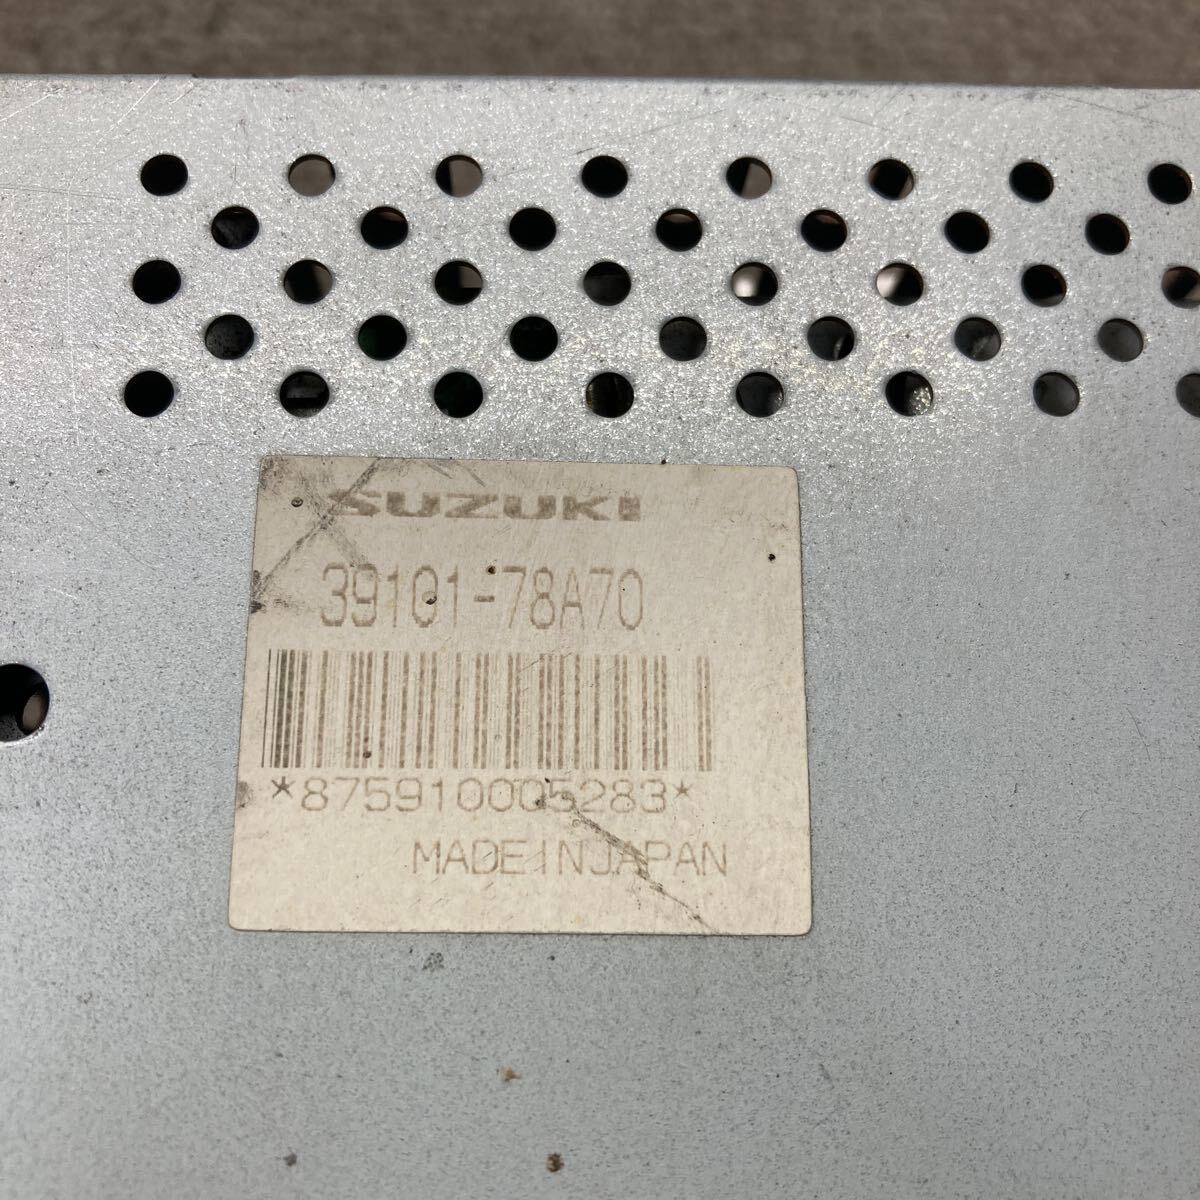 SUZUKI
39101-78A70
*875910005283*
MADE IN JAPAN